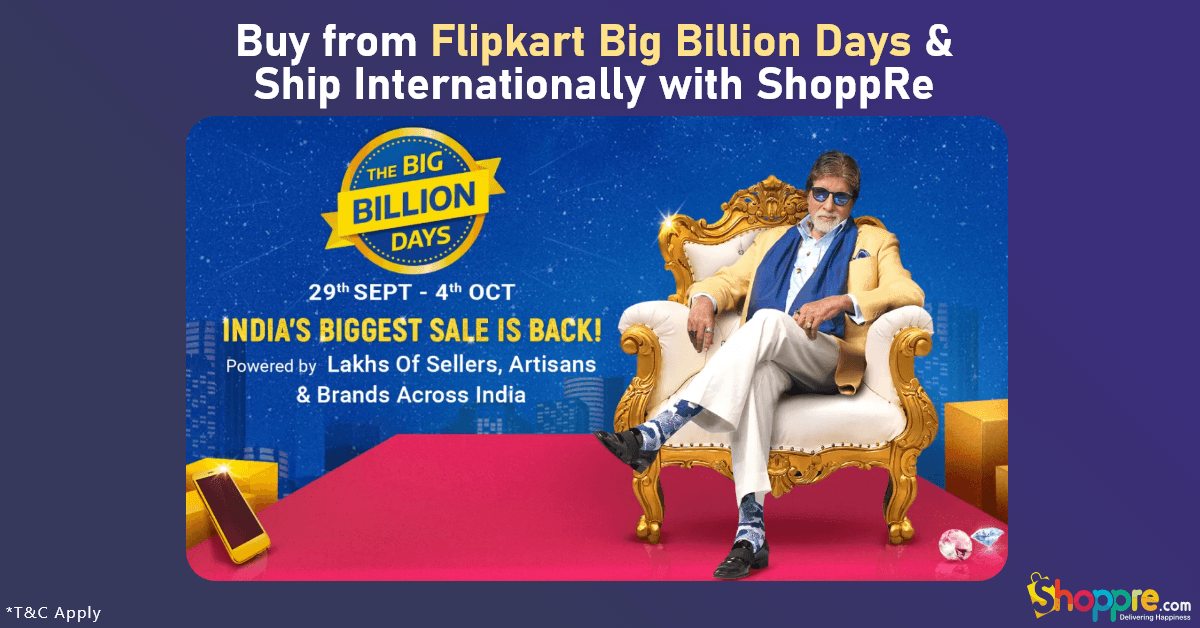 Buy from Flipkart Big Billion Days &
Ship Internationally with ShoppRe
THE BIG
BILLION
DAYS
29th SEPT - 4th OCT
INDIA'S BIGGEST SALE IS BACK!
Powered by Lakhs Of Sellers, Artisans
& Brands Across India
*T&C Apply
Shoppre.com
Delivering Happiness